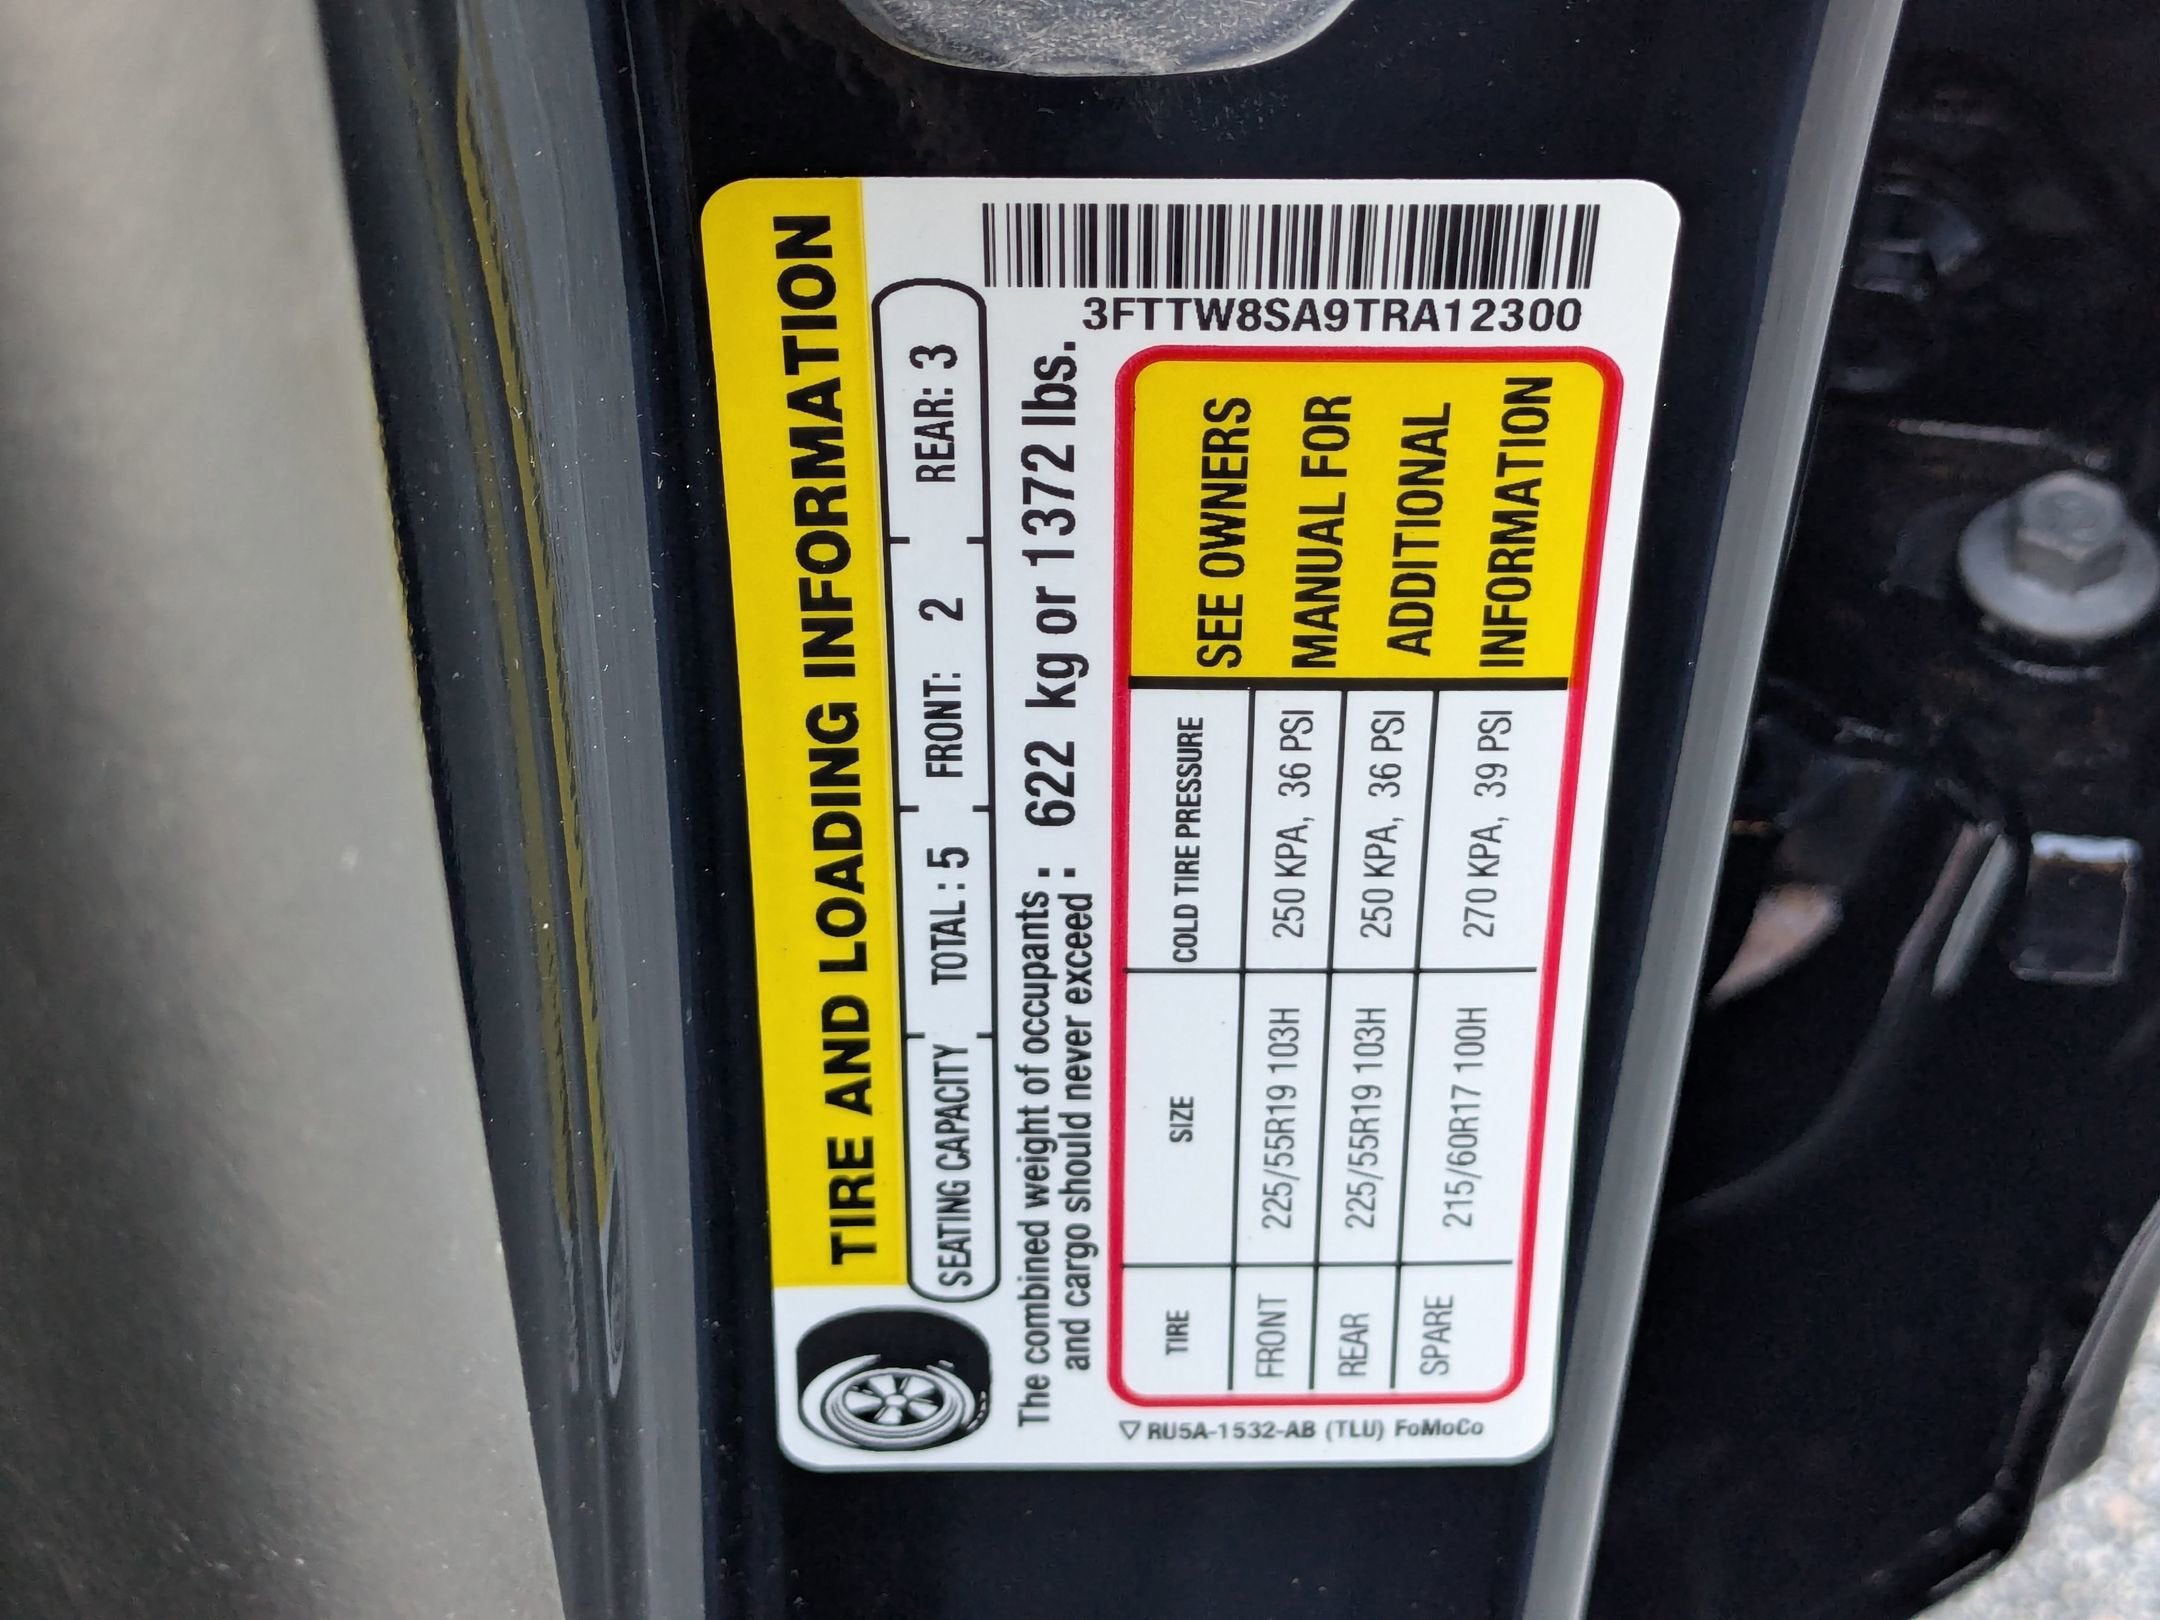 TIRE AND LOADING INFORMATION
SEATING CAPACITY TOTAL : 5 FRONT: 2 REAR: 3
The combined weight of occupants and cargo should never exceed : 622 kg or 1372 lbs.
3FTTW8SA9TRA12300
TIRE SIZE COLD TIRE PRESSURE
FRONT 225/55R19 103H 250 KPA, 36 PSI
REAR 225/55R19 103H 250 KPA, 36 PSI
SPARE 215/60R17 100H 270 KPA, 39 PSI
SEE OWNERS
MANUAL FOR
ADDITIONAL
INFORMATION
▽ RU5A-1532-AB (TLU) FoMoCo